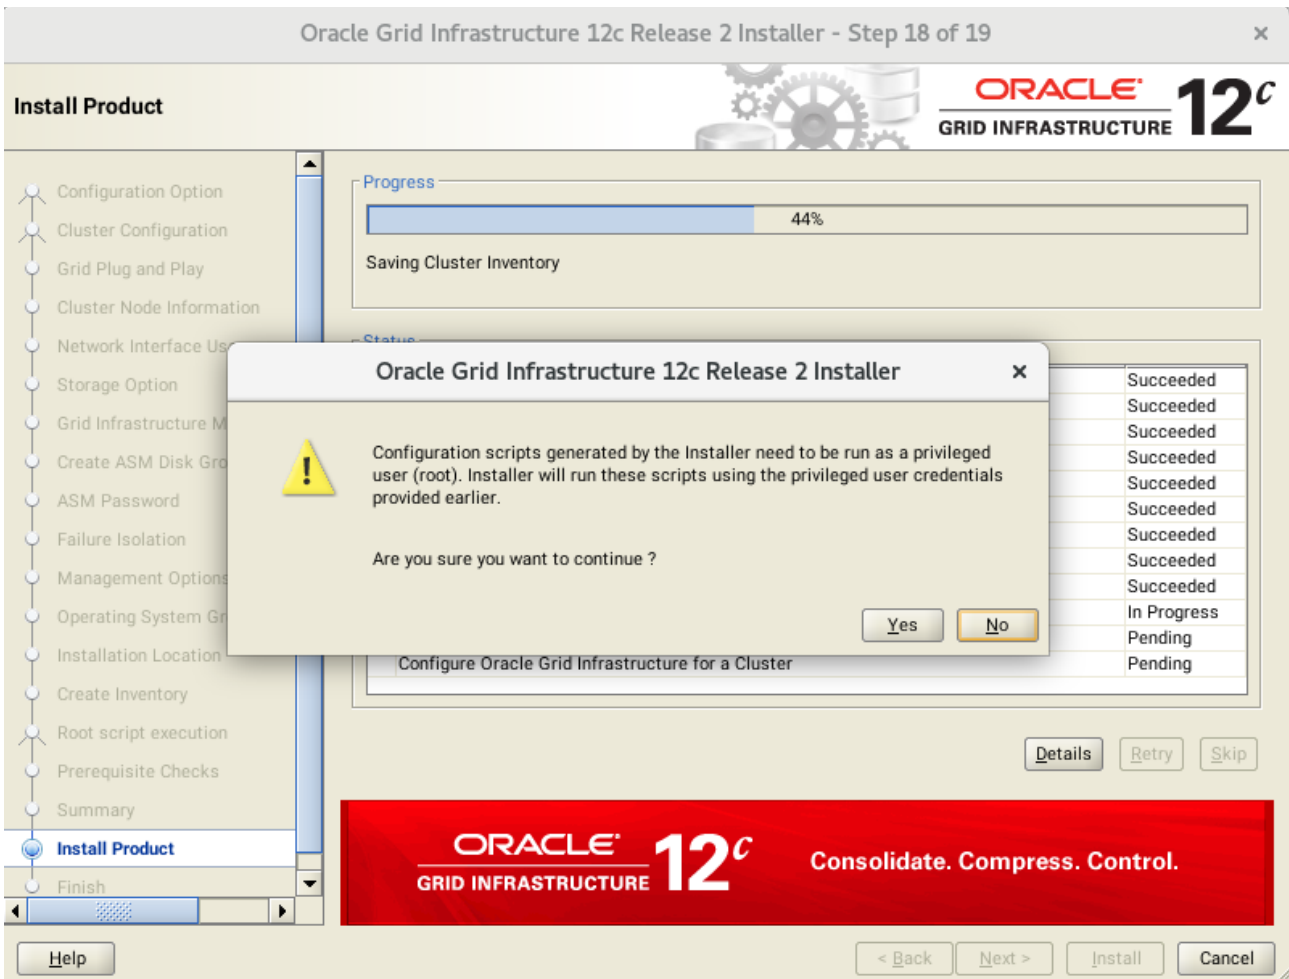 Oracle Grid Infrastructure 12c Release 2 Installer - Step 18 of 19
Install Product
ORACLE
GRID INFRASTRUCTURE
12c
Configuration Option
Cluster Configuration
Grid Plug and Play
Cluster Node Information
Network Interface Us
Storage Option
Grid Infrastructure M
Create ASM Disk Gro
ASM Password
Failure Isolation
Management Options
Operating System Gr
Installation Location
Create Inventory
Root script execution
Prerequisite Checks
Summary
Install Product
Finish
Progress
44%
Saving Cluster Inventory
Status
Succeeded
Succeeded
Succeeded
Succeeded
Succeeded
Succeeded
Succeeded
Succeeded
Succeeded
In Progress
Pending
Configure Oracle Grid Infrastructure for a Cluster Pending
Oracle Grid Infrastructure 12c Release 2 Installer
Configuration scripts generated by the Installer need to be run as a privileged
user (root). Installer will run these scripts using the privileged user credentials
provided earlier.
Are you sure you want to continue ?
Yes No
Details Retry Skip
ORACLE
GRID INFRASTRUCTURE
12c
Consolidate. Compress. Control.
Help < Back Next > Install Cancel